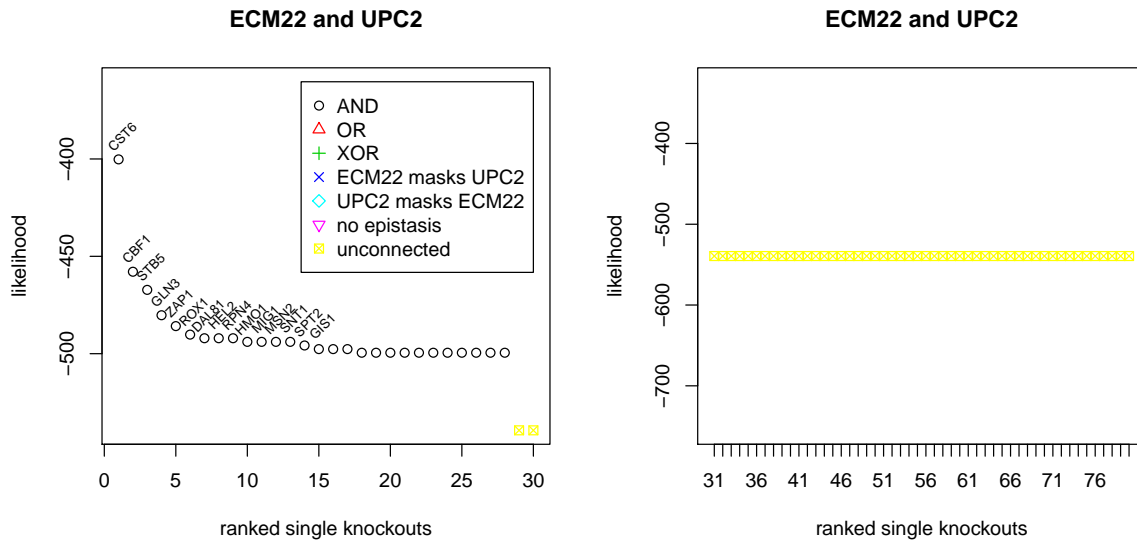 ECM22 and UPC2
likelihood
−400
−450
−500
CST6
CBF1
STB5
GLN3
ZAP1
ROX1
DAL81
HEL2
RPN4
HMO1
MIG1
MSN2
SNT1
SPT2
GIS1
AND
OR
XOR
ECM22 masks UPC2
UPC2 masks ECM22
no epistasis
unconnected
0 5 10 15 20 25 30
ranked single knockouts
ECM22 and UPC2
likelihood
−400
−500
−600
−700
31 36 41 46 51 56 61 66 71 76
ranked single knockouts